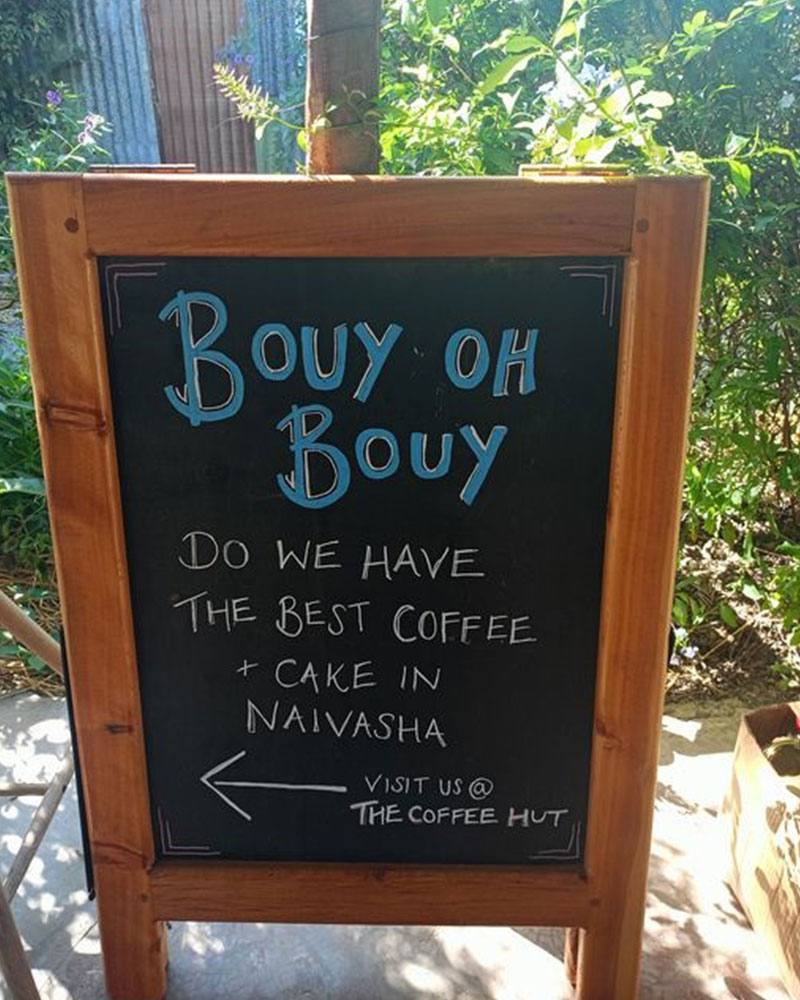 BOUY OH
BOUY
DO WE HAVE
THE BEST COFFEE
+ CAKE IN
NAIVASHA
VISIT US @
THE COFFEE HUT